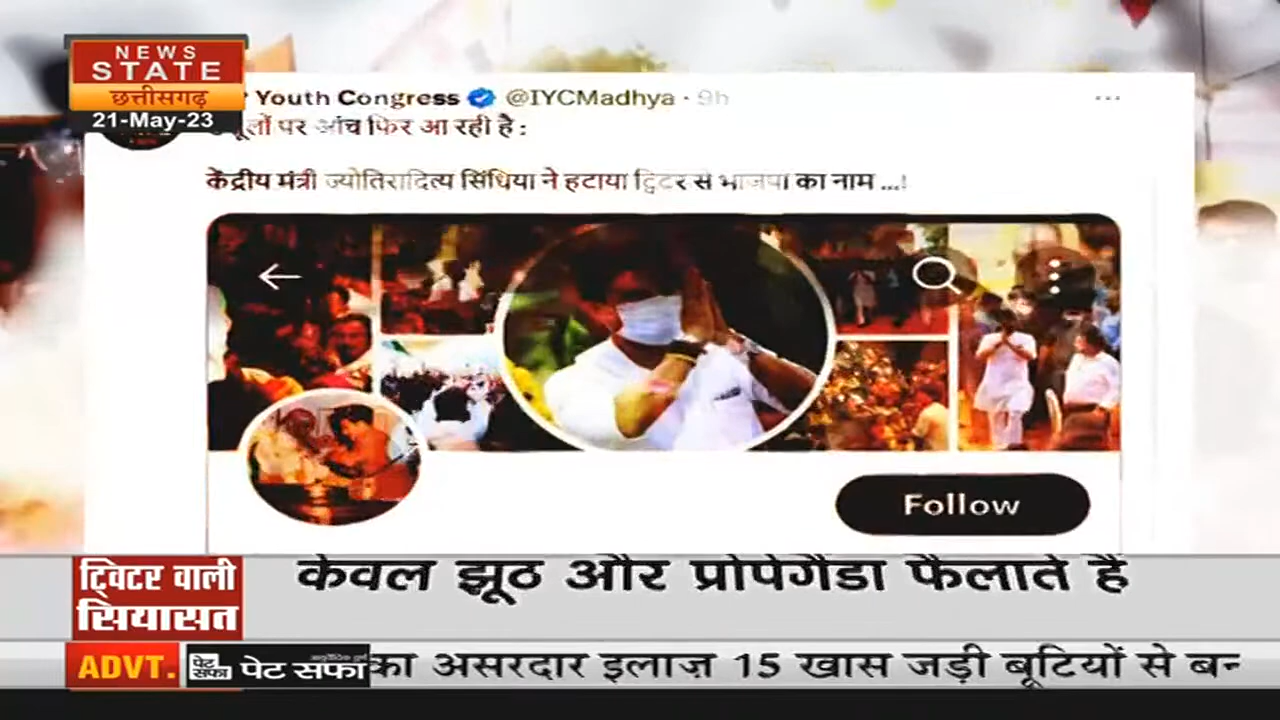 NEWS
STATE
छत्तीसगढ़
21-May-23
Youth Congress @IYCMadhya · 9h
पर आंच फिर आ रही है :
केंद्रीय मंत्री ज्योतिरादित्य सिंधिया ने हटाया ट्विटर से भाजपा का नाम ...!
Follow
ट्विटर वाली
सियासत
केवल झूठ और प्रोपेगैंडा फैलाते हैं
ADVT. पेट सफा पेट सफा का असरदार इलाज़ 15 खास जड़ी बूटियों से